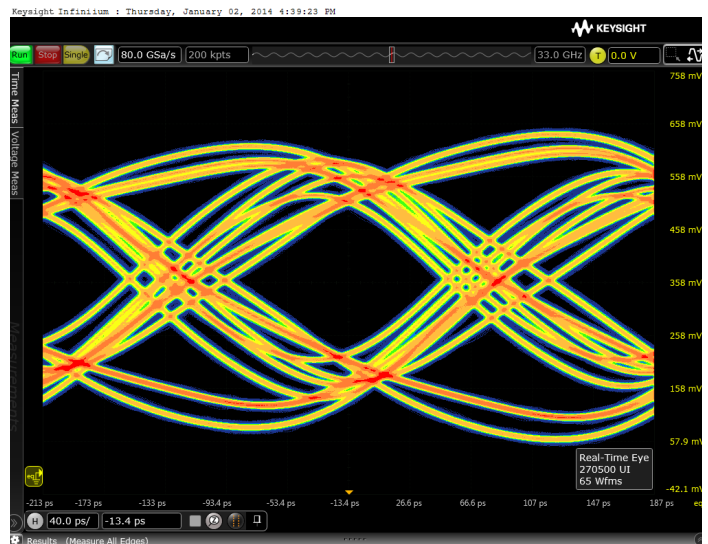 Keysight Infiniium : Thursday, January 02, 2014 4:39:23 PM
KEYSIGHT
Run Stop Single 80.0 GSa/s 200 kpts 33.0 GHz T 0.0 V
Time Meas
Voltage Meas
Measurements
758 mV
658 mV
558 mV
458 mV
358 mV
258 mV
158 mV
57.9 mV
-42.1 mV
Real-Time Eye
270500 UI
65 Wfms
-213 ps -173 ps -133 ps -93.4 ps -53.4 ps -13.4 ps 26.6 ps 66.6 ps 107 ps 147 ps 187 ps eq
H 40.0 ps/ -13.4 ps
Results (Measure All Edges)